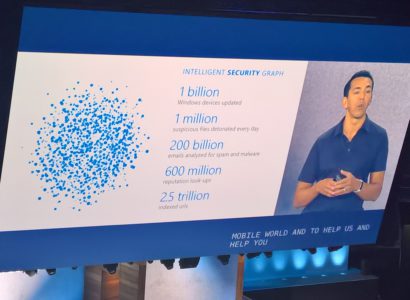 INTELLIGENT SECURITY GRAPH
1 billion
Windows devices updated
1 million
suspicious files detonated every day
200 billion
emails analyzed for spam and malware
600 million
reputation look ups
25 trillion
indexed urls
MOBILE WORLD AND TO HELP US AND
HELP YOU